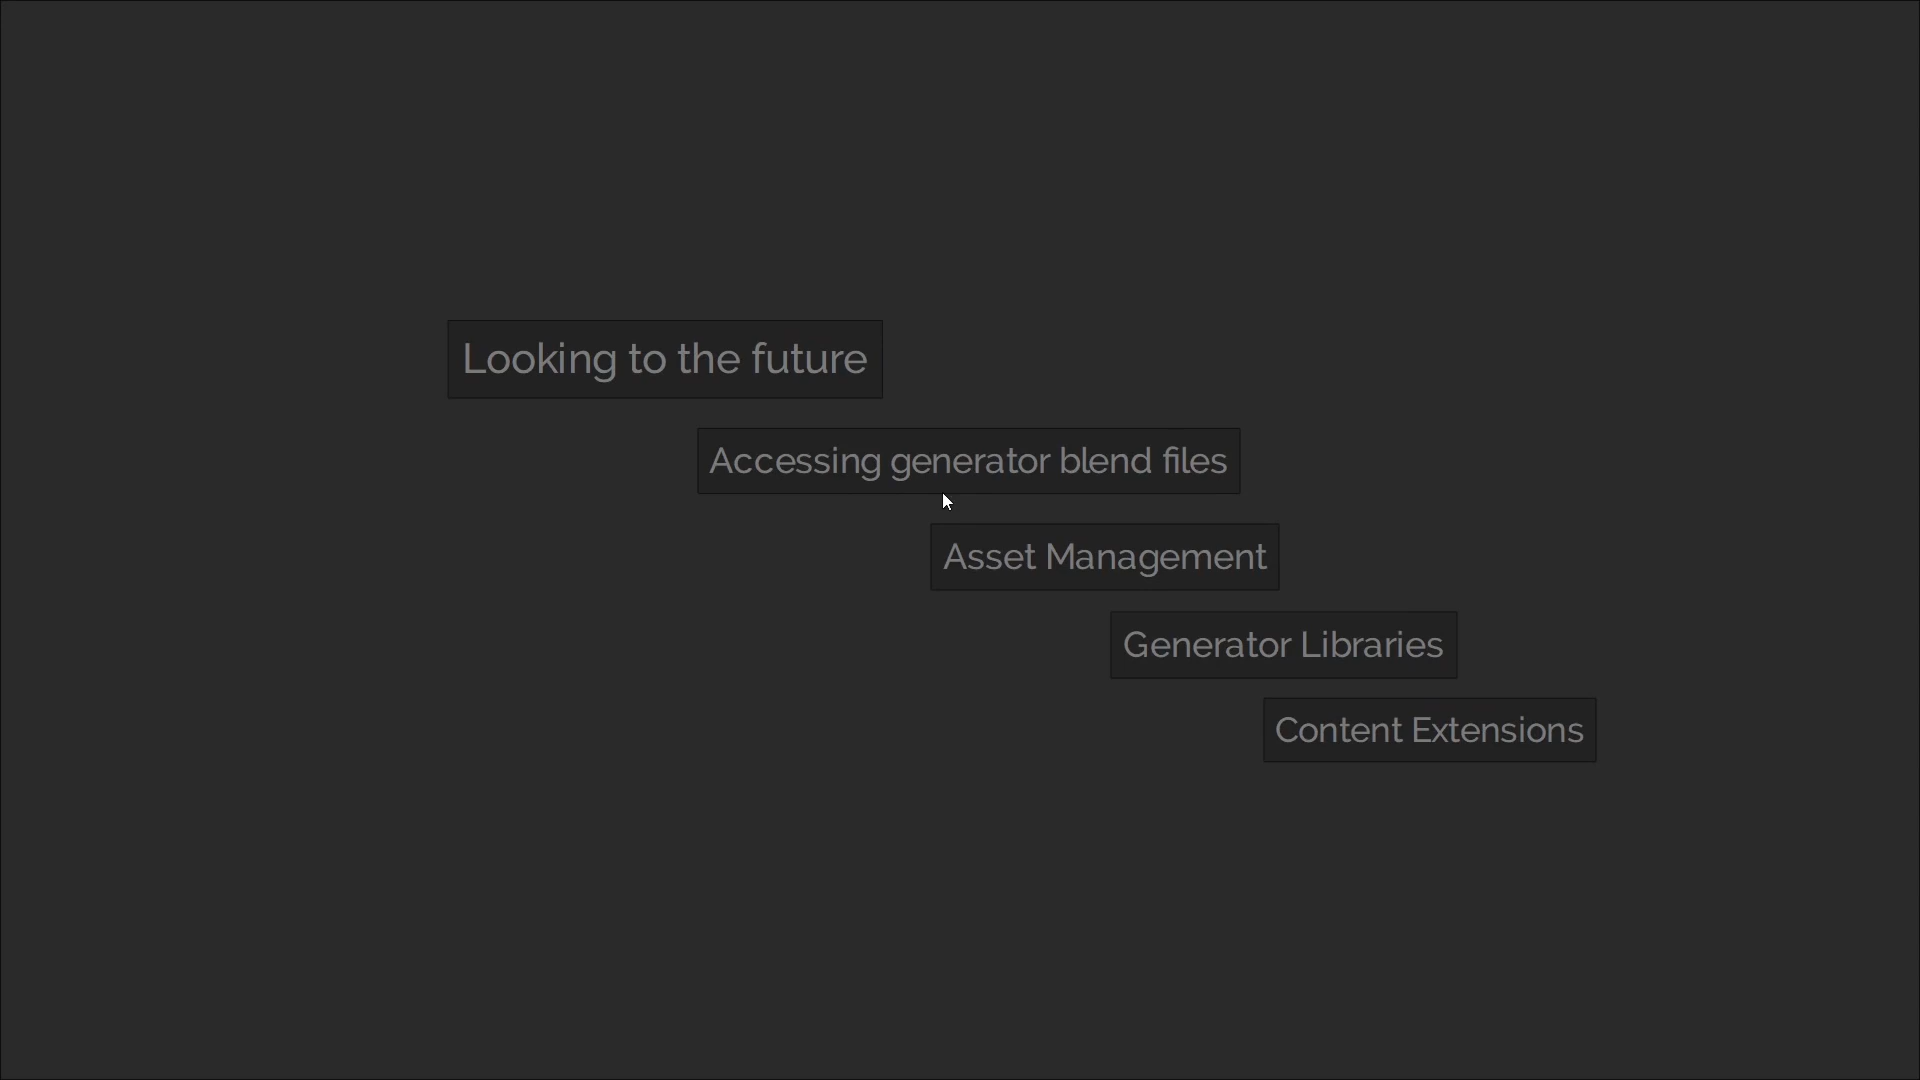 Looking to the future
Accessing generator blend files
Asset Management
Generator Libraries
Content Extensions